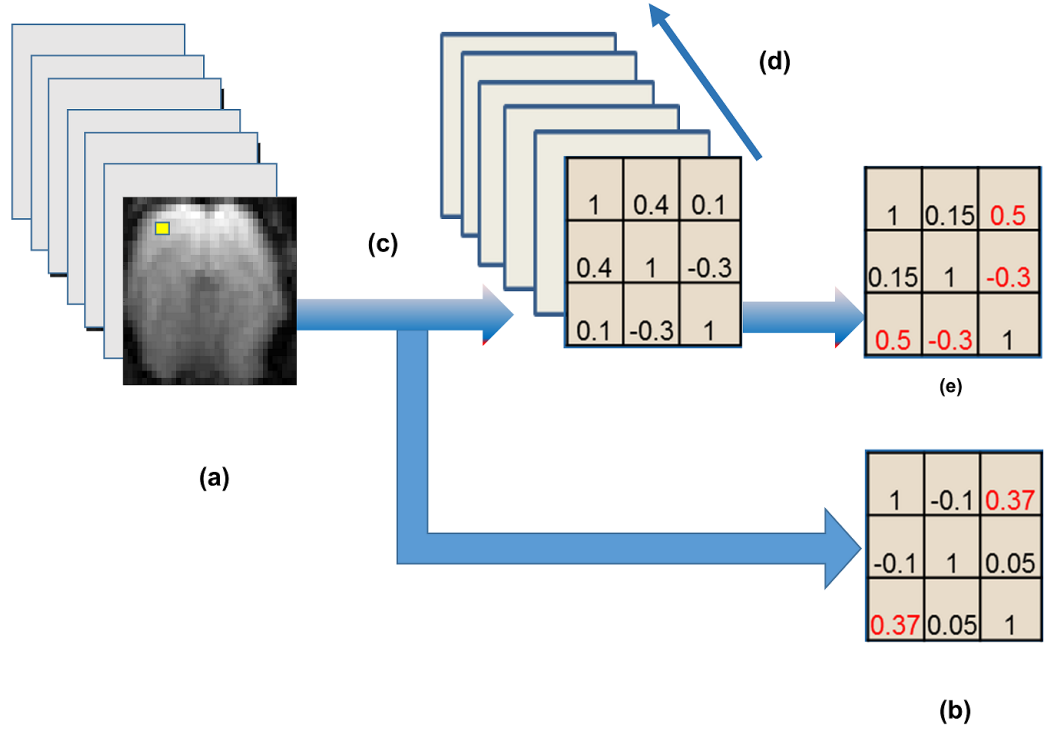 (d)
1 0.4 0.1
0.4 1 -0.3
0.1 -0.3 1
(c)
1 0.15 0.5
0.15 1 -0.3
0.5 -0.3 1
(e)
(a)
1 -0.1 0.37
-0.1 1 0.05
0.37 0.05 1
(b)